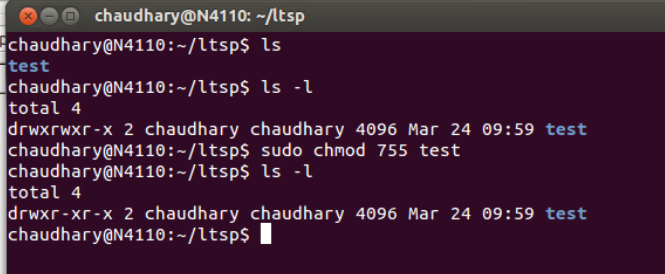 chaudhary@N4110: ~/ltsp
chaudhary@N4110:~/ltsp$ ls
test
chaudhary@N4110:~/ltsp$ ls -l
total 4
drwxrwxr-x 2 chaudhary chaudhary 4096 Mar 24 09:59 test
chaudhary@N4110:~/ltsp$ sudo chmod 755 test
chaudhary@N4110:~/ltsp$ ls -l
total 4
drwxr-xr-x 2 chaudhary chaudhary 4096 Mar 24 09:59 test
chaudhary@N4110:~/ltsp$